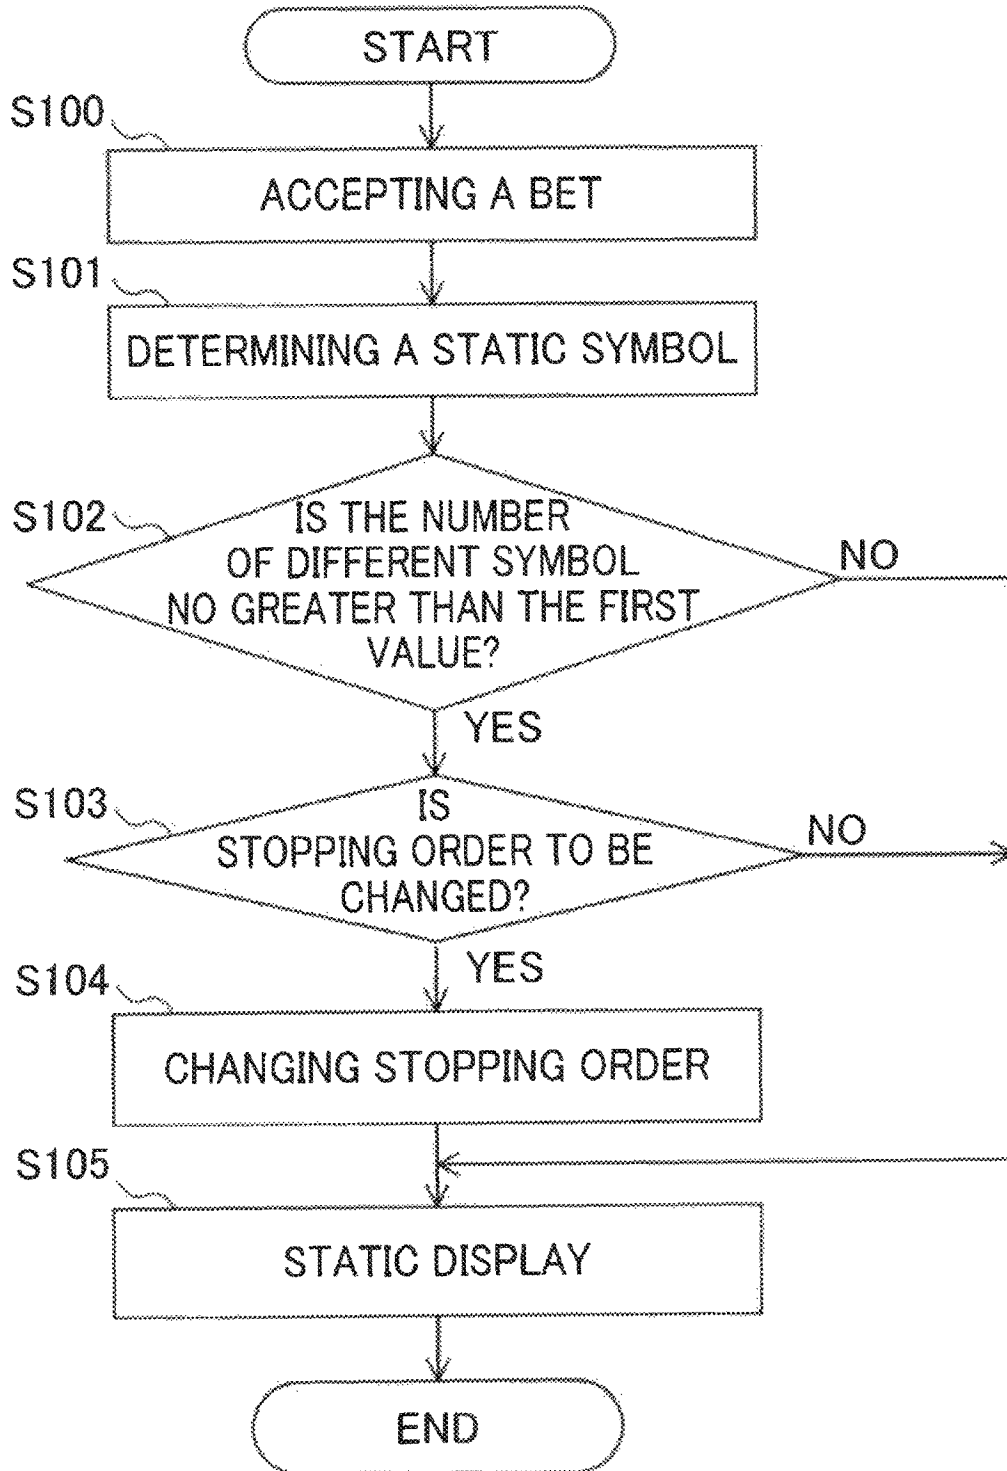 START
S100
ACCEPTING A BET
S101
DETERMINING A STATIC SYMBOL
S102
IS THE NUMBER
OF DIFFERENT SYMBOL
NO GREATER THAN THE FIRST
VALUE?
NO
YES
S103
IS
STOPPING ORDER TO BE
CHANGED?
NO
YES
S104
CHANGING STOPPING ORDER
S105
STATIC DISPLAY
END